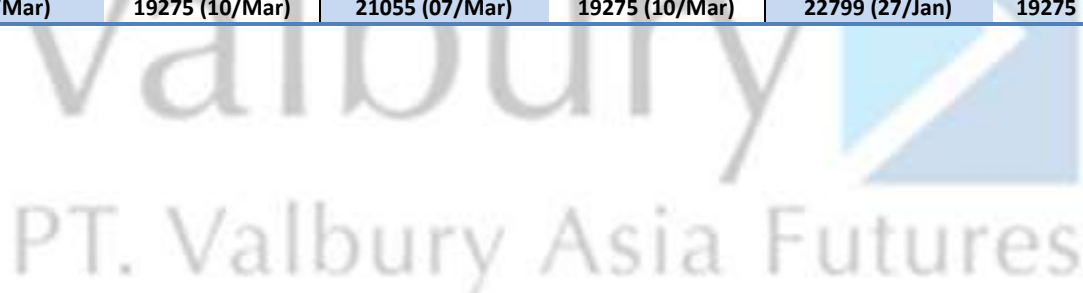 /Mar) 19275 (10/Mar) 21055 (07/Mar) 19275 (10/Mar) 22799 (27/Jan) 19275
Valbury
PT. Valbury Asia Futures